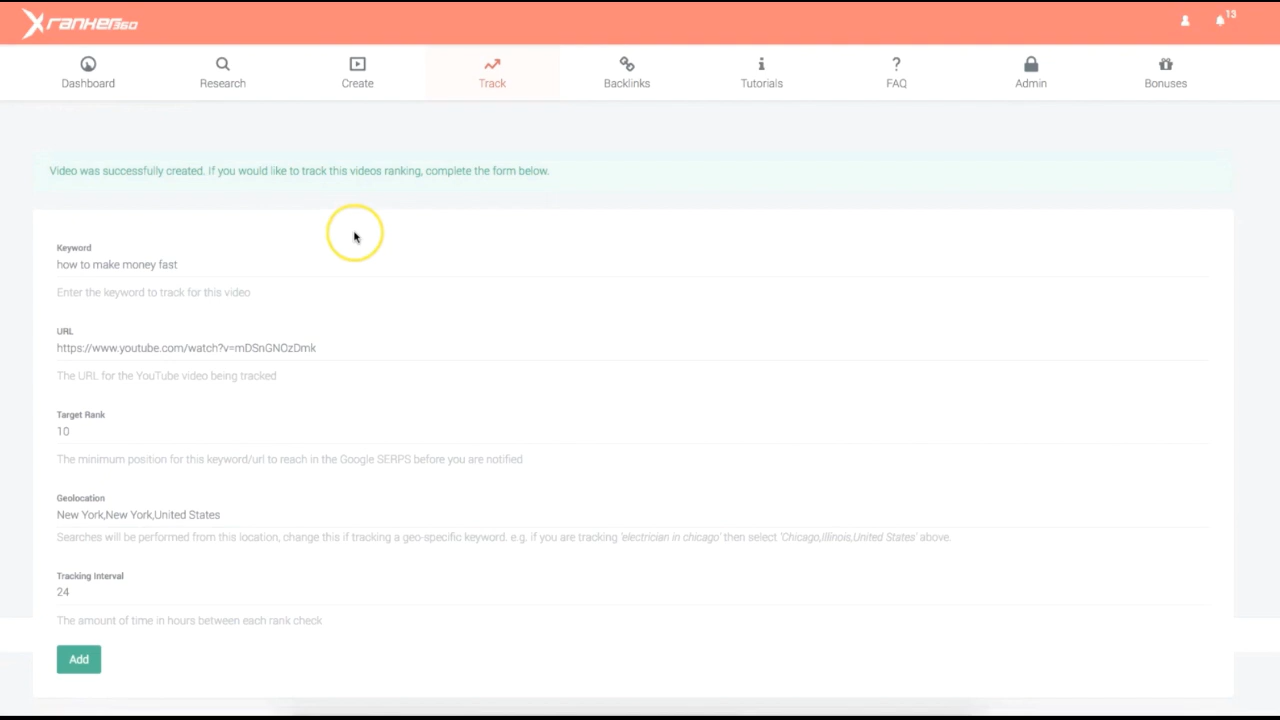 Xranker360
13
Dashboard
Research
Create
Track
Backlinks
Tutorials
FAQ
Admin
Bonuses
Video was successfully created. If you would like to track this videos ranking, complete the form below.
Keyword
how to make money fast
Enter the keyword to track for this video
URL
https://www.youtube.com/watch?v=mDSnGNOzDmk
The URL for the YouTube video being tracked
Target Rank
10
The minimum position for this keyword/url to reach in the Google SERPS before you are notified
Geolocation
New York,New York,United States
Searches will be performed from this location, change this if tracking a geo-specific keyword. e.g. if you are tracking 'electrician in chicago' then select 'Chicago,Illinois,United States' above.
Tracking Interval
24
The amount of time in hours between each rank check
Add